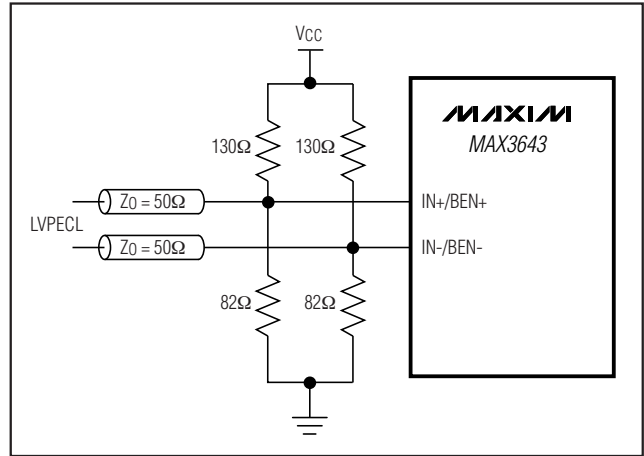 VCC
MAXIM
MAX3643
130Ω
130Ω
Z0 = 50Ω
IN+/BEN+
LVPECL
Z0 = 50Ω
IN-/BEN-
82Ω
82Ω